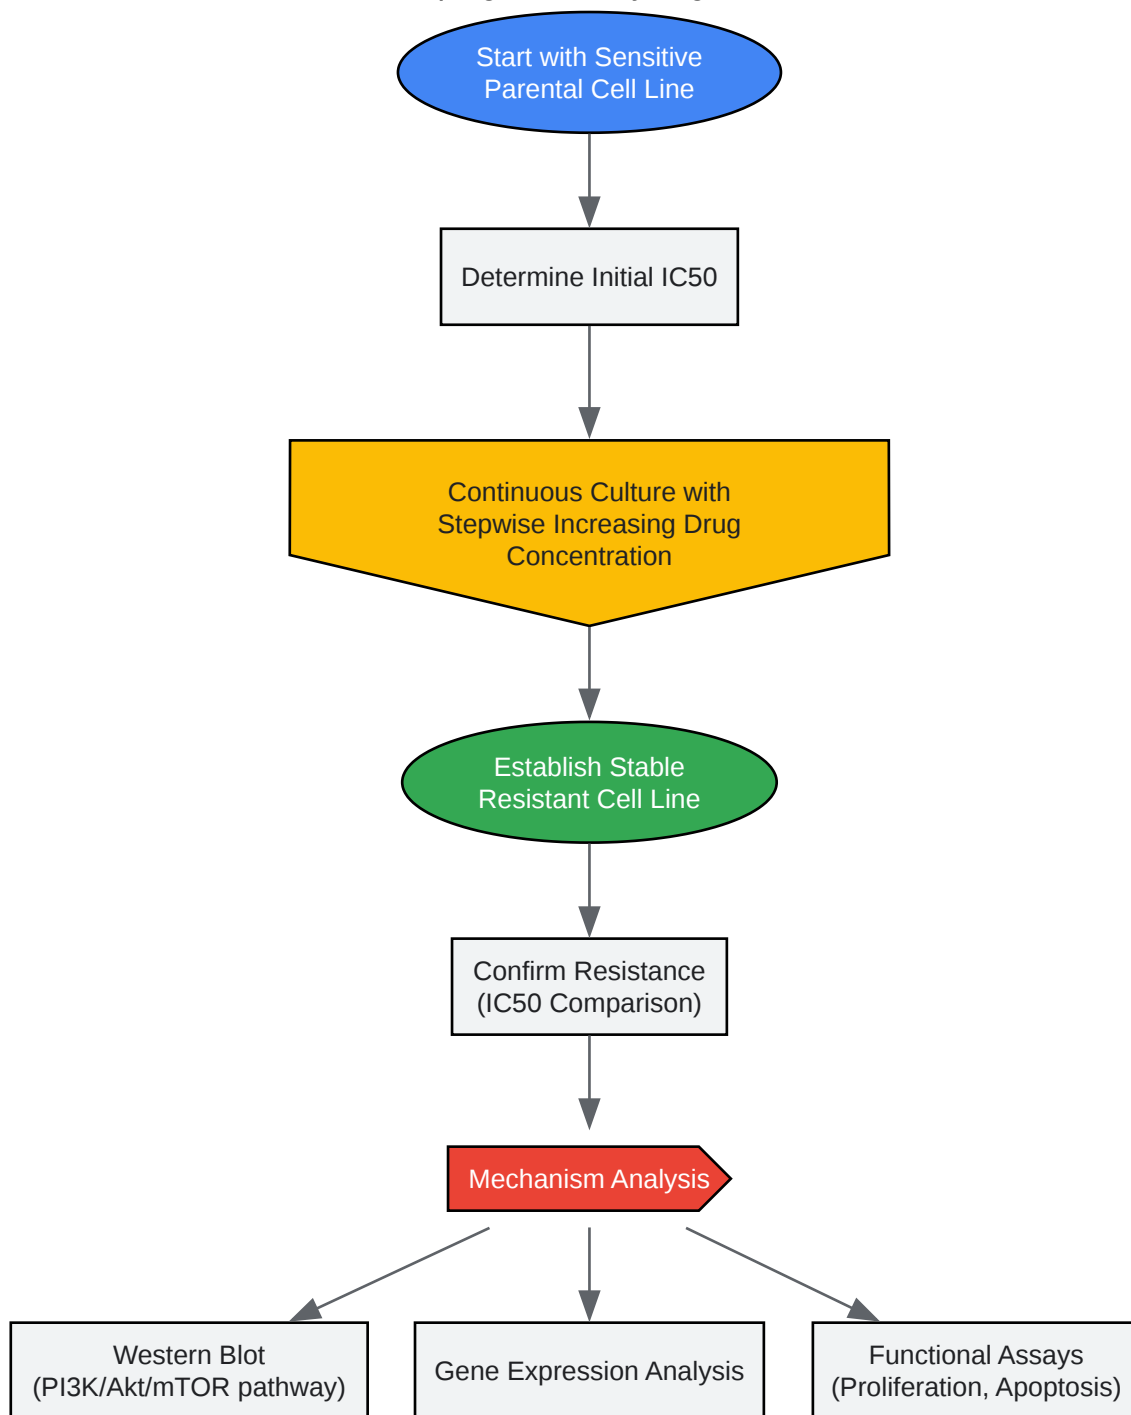 Start with Sensitive
Parental Cell Line
Determine Initial IC50
Continuous Culture with
Stepwise Increasing Drug
Concentration
Establish Stable
Resistant Cell Line
Confirm Resistance
(IC50 Comparison)
Mechanism Analysis
Western Blot
(PI3K/Akt/mTOR pathway)
Gene Expression Analysis
Functional Assays
(Proliferation, Apoptosis)